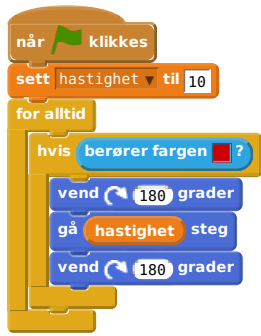 når klikkes
sett hastighet til 10
for alltid
hvis berører fargen ?
vend 180 grader
gå hastighet steg
vend 180 grader